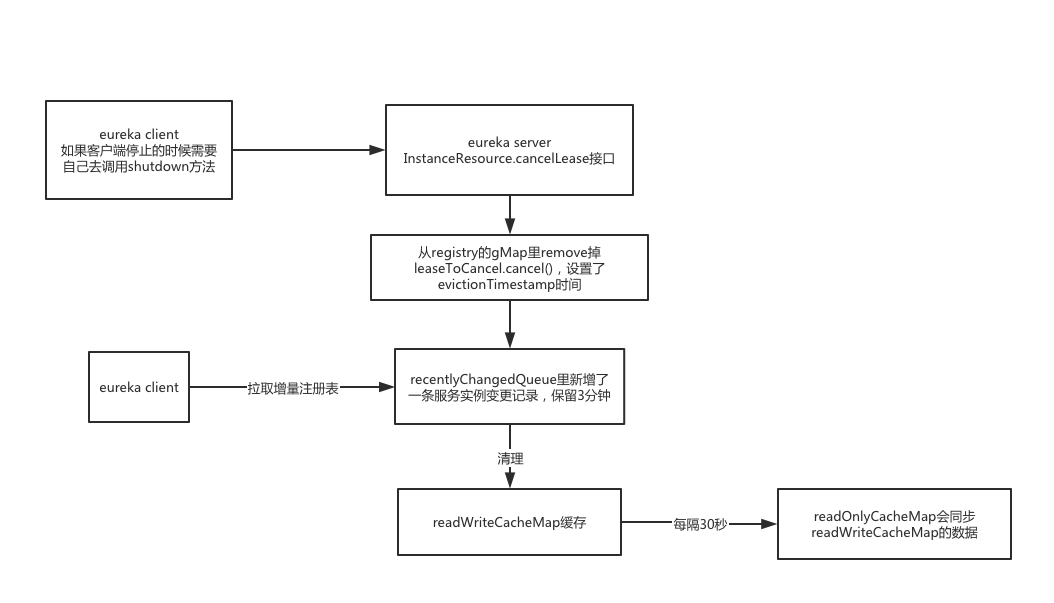 eureka client
如果客户端停止的时候需要
自己去调用shutdown方法
eureka server
InstanceResource.cancelLease接口
从registry的gMap里remove掉
leaseToCancel.cancel()，设置了
evictionTimestamp时间
eureka client
拉取增量注册表
recentlyChangedQueue里新增了
一条服务实例变更记录，保留3分钟
清理
readWriteCacheMap缓存
每隔30秒
readOnlyCacheMap会同步
readWriteCacheMap的数据